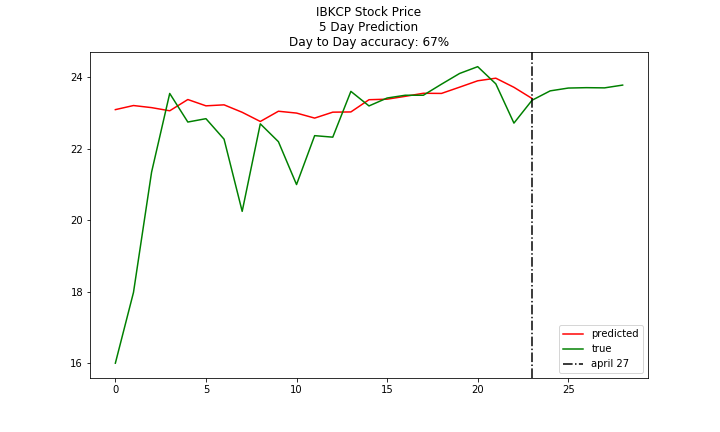 IBKCP Stock Price
5 Day Prediction
Day to Day accuracy: 67%
24
22
20
18
16
0 5 10 15 20 25
predicted
true
april 27